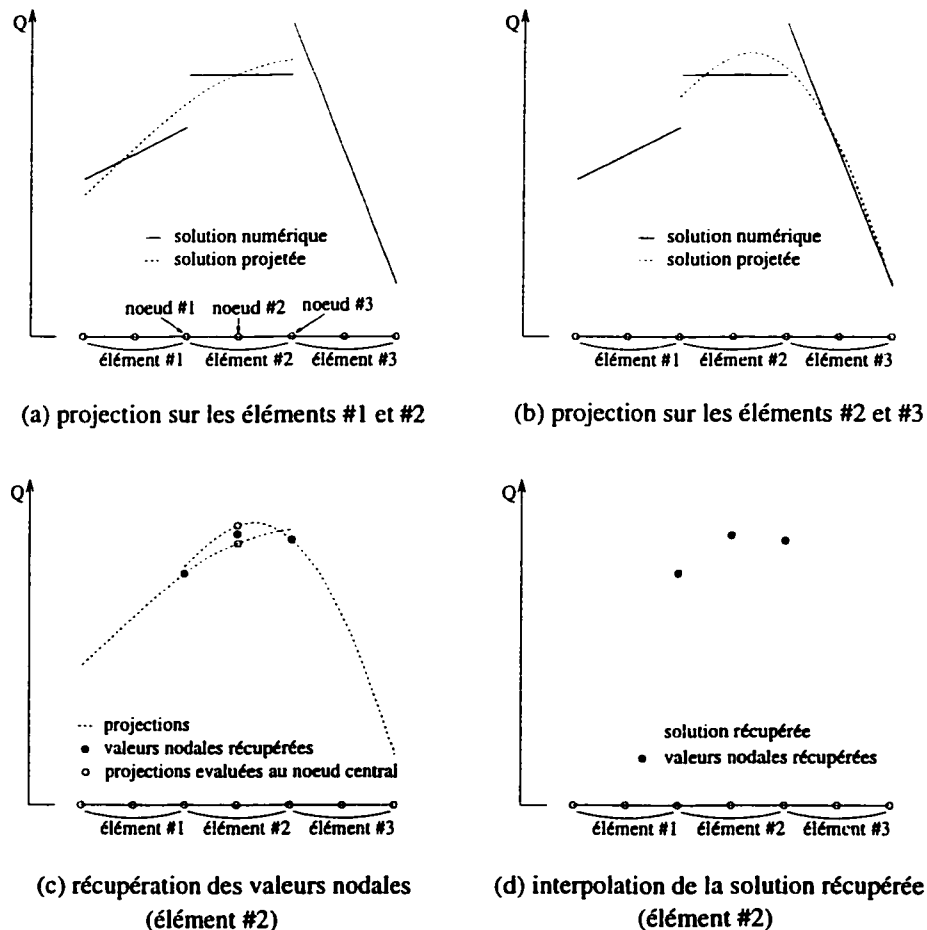 Q
— solution numérique
---- solution projetée
noeud #1 noeud #2 noeud #3
élément #1 élément #2 élément #3
(a) projection sur les éléments #1 et #2
Q
— solution numérique
---- solution projetée
élément #1 élément #2 élément #3
(b) projection sur les éléments #2 et #3
Q
---- projections
● valeurs nodales récupérées
○ projections evaluées au noeud central
élément #1 élément #2 élément #3
(c) récupération des valeurs nodales
(élément #2)
Q
solution récupérée
● valeurs nodales récupérées
élément #1 élément #2 élément #3
(d) interpolation de la solution récupérée
(élément #2)